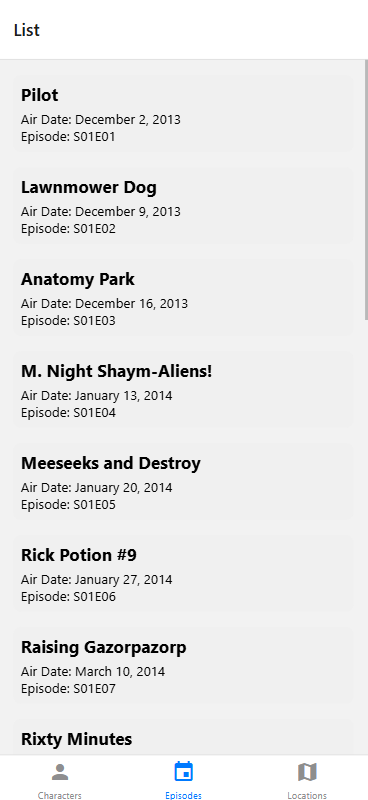 List
Pilot
Air Date: December 2, 2013
Episode: S01E01
Lawnmower Dog
Air Date: December 9, 2013
Episode: S01E02
Anatomy Park
Air Date: December 16, 2013
Episode: S01E03
M. Night Shaym-Aliens!
Air Date: January 13, 2014
Episode: S01E04
Meeseeks and Destroy
Air Date: January 20, 2014
Episode: S01E05
Rick Potion #9
Air Date: January 27, 2014
Episode: S01E06
Raising Gazorpazorp
Air Date: March 10, 2014
Episode: S01E07
Rixty Minutes
Characters
Episodes
Locations